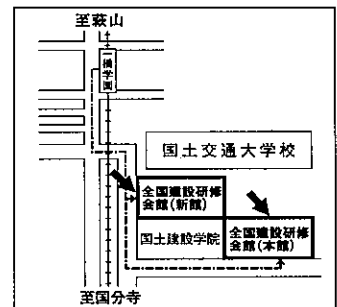 至萩山
一橋学園
国土交通大学校
全国建設研修
会館(新館)
国土建設学院
全国建設研修
会館(本館)
至国分寺